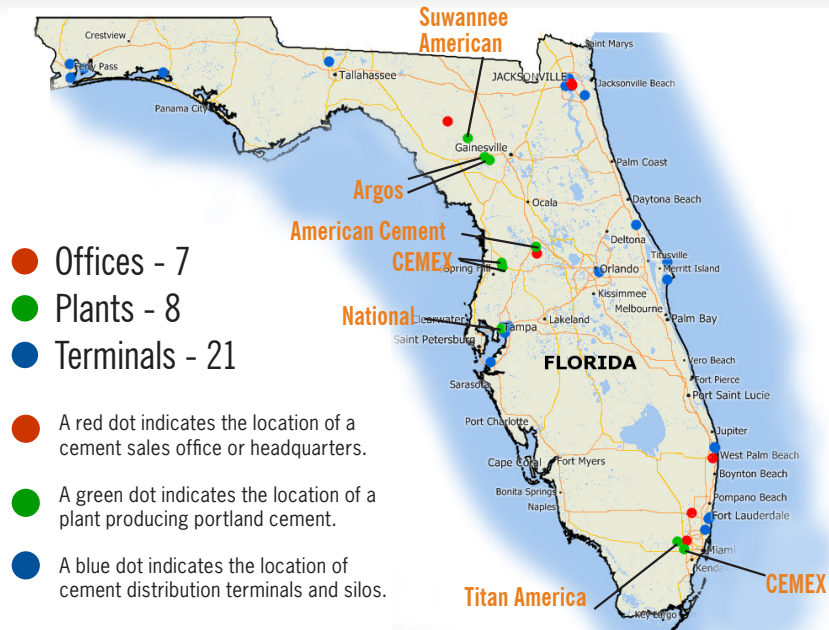 Suwannee
American
Crestview
Ferry Pass
Panama City
Tallahassee
Saint Marys
JACKSONVILLE
Jacksonville Beach
Gainesville
Palm Coast
Argos
Ocala
Daytona Beach
American Cement
Deltona
CEMEX
Spring Hill
Titusville
Orlando
Merritt Island
Kissimmee
Melbourne
Palm Bay
National
Clearwater
Tampa
Lakeland
Saint Petersburg
FLORIDA
Vero Beach
Sarasota
Fort Pierce
Port Saint Lucie
Port Charlotte
Jupiter
West Palm Beach
Cape Coral
Fort Myers
Boynton Beach
Bonita Springs
Pompano Beach
Naples
Fort Lauderdale
Miami
Kenda
CEMEX
Titan America
Key Largo
Offices - 7
Plants - 8
Terminals - 21
A red dot indicates the location of a
cement sales office or headquarters.
A green dot indicates the location of a
plant producing portland cement.
A blue dot indicates the location of
cement distribution terminals and silos.